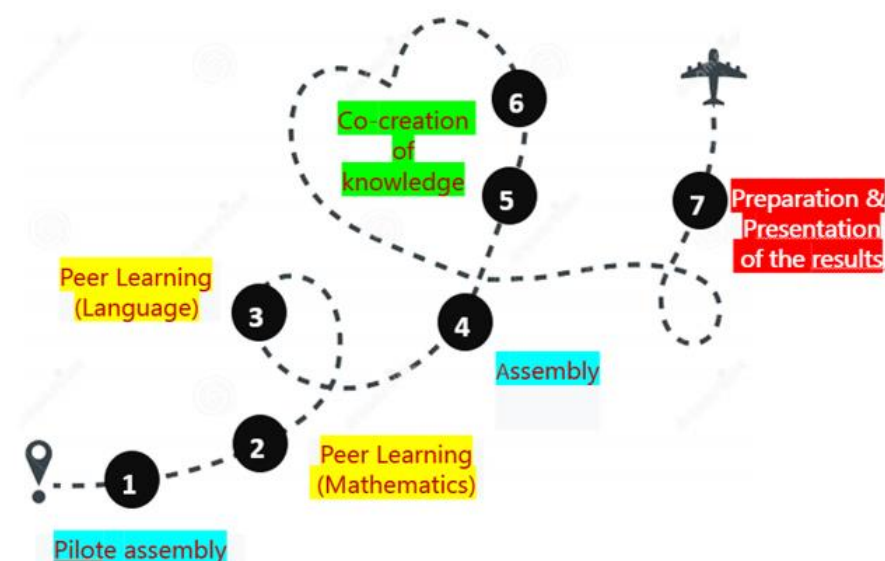 6
Co-creation
of
knowledge
5
7
Preparation &
Presentation
of the results
Peer Learning
(Language)
3
4
Assembly
2
Peer Learning
(Mathematics)
1
Pilote assembly